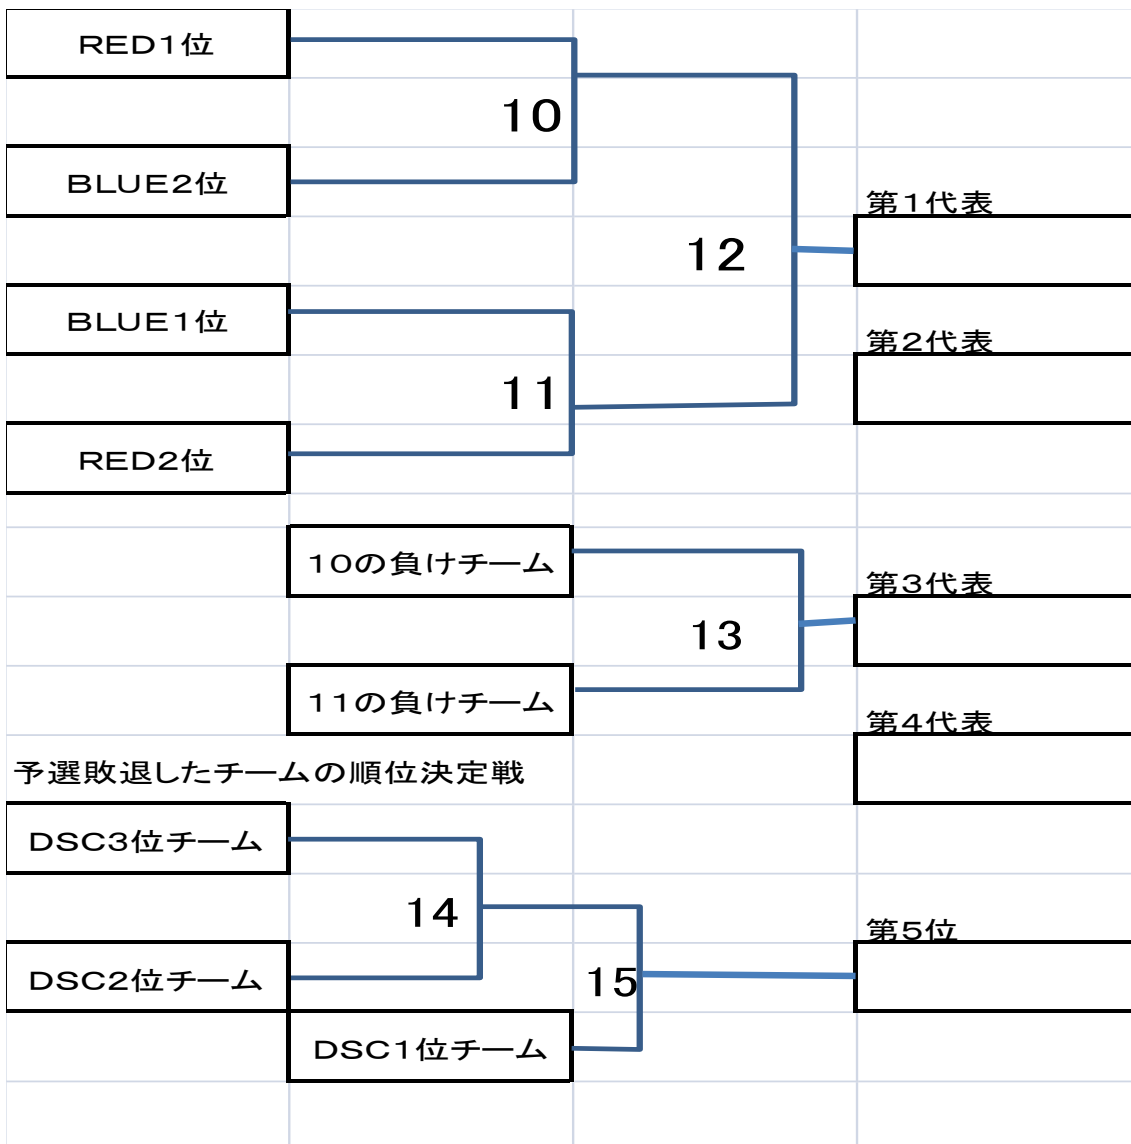 RED1位
10
BLUE2位
第1代表
12
BLUE1位
第2代表
11
RED2位
10の負けチーム
第3代表
13
11の負けチーム
第4代表
予選敗退したチームの順位決定戦
DSC3位チーム
14
第5位
DSC2位チーム
15
DSC1位チーム